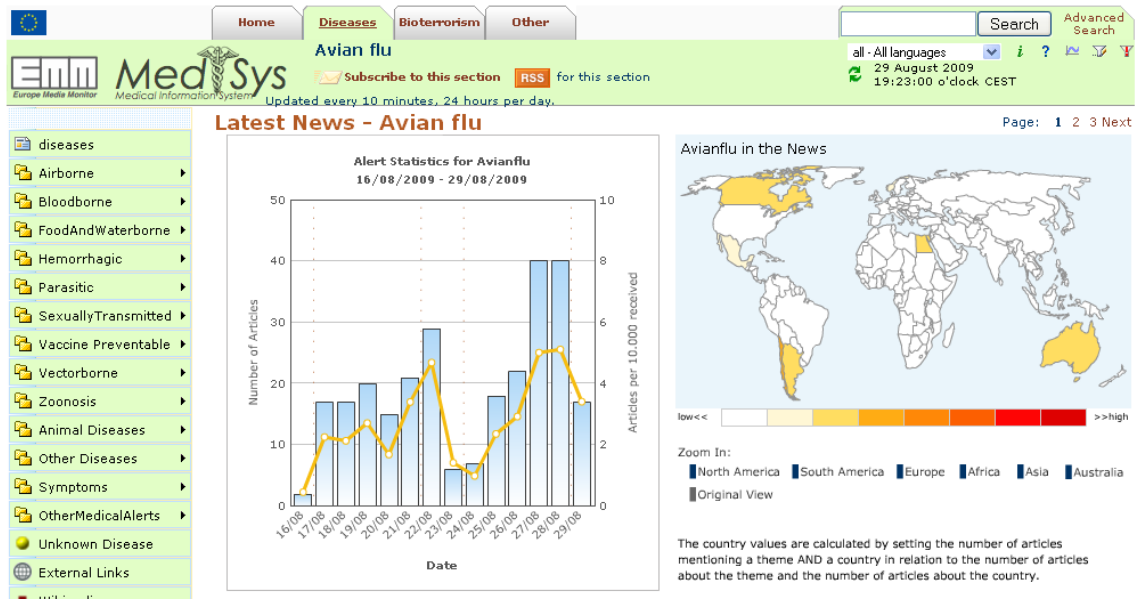 Home
Diseases
Bioterrorism
Other
Search
Advanced
Search
Avian flu
all - All languages
i
?
EMM
Europe Media Monitor
MediSys
Medical Information System
Subscribe to this section
RSS
for this section
29 August 2009
19:23:00 o'clock CEST
Updated every 10 minutes, 24 hours per day.
Latest News - Avian flu
Page: 1 2 3 Next
diseases
Airborne
Bloodborne
FoodAndWaterborne
Hemorrhagic
Parasitic
SexuallyTransmitted
Vaccine Preventable
Vectorborne
Zoonosis
Animal Diseases
Other Diseases
Symptoms
OtherMedicalAlerts
Unknown Disease
External Links
Alert Statistics for Avianflu
16/08/2009 - 29/08/2009
Number of Articles
50
40
30
20
10
0
Articles per 10.000 received
10
8
6
4
2
0
16/08
17/08
18/08
19/08
20/08
21/08
22/08
23/08
24/08
25/08
26/08
27/08
28/08
29/08
Date
Avianflu in the News
low<<
>>high
Zoom In:
North America
South America
Europe
Africa
Asia
Australia
Original View
The country values are calculated by setting the number of articles
mentioning a theme AND a country in relation to the number of articles
about the theme and the number of articles about the country.